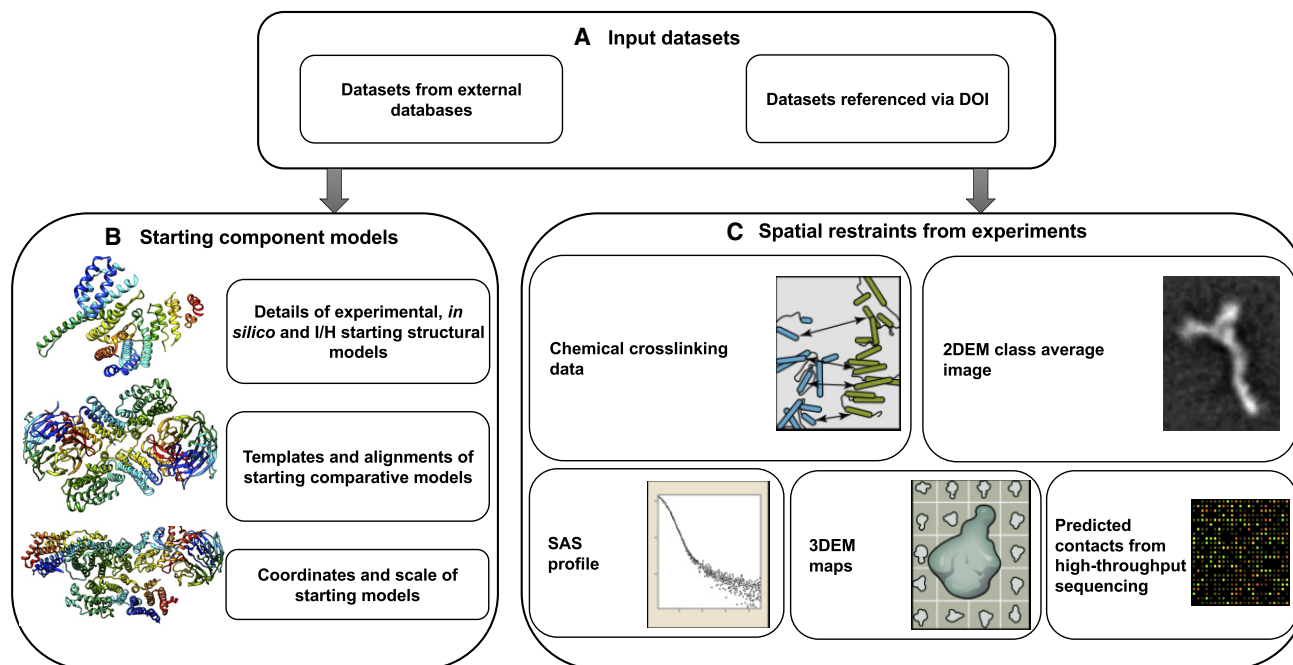 A Input datasets
Datasets from external
databases
Datasets referenced via DOI
B Starting component models
Details of experimental, in
silico and I/H starting structural
models
Templates and alignments of
starting comparative models
Coordinates and scale of
starting models
C Spatial restraints from experiments
Chemical crosslinking
data
2DEM class average
image
SAS
profile
3DEM
maps
Predicted
contacts from
high-throughput
sequencing